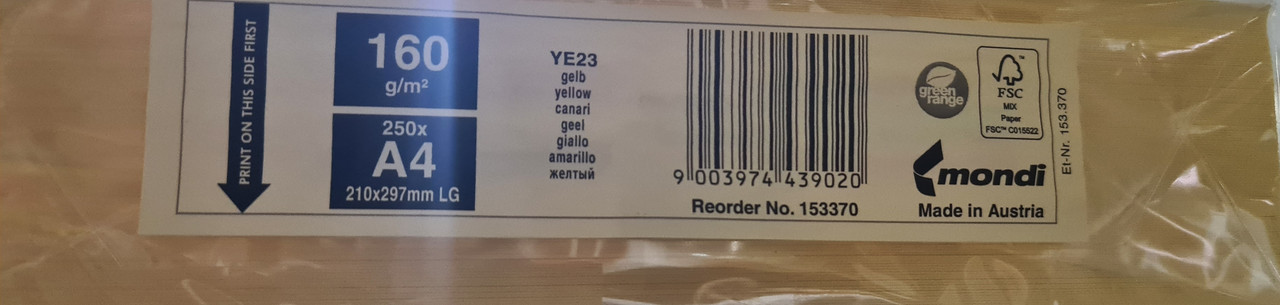 PRINT ON THIS SIDE FIRST
160
g/m²
250x
A4
210x297mm LG
YE23
gelb
yellow
canari
geel
giallo
amarillo
желтый
9 003974 439020
Reorder No. 153370
green
range
FSC
MIX
Paper
FSC™ C015522
mondi
Made in Austria
Et-Nr. 153.370